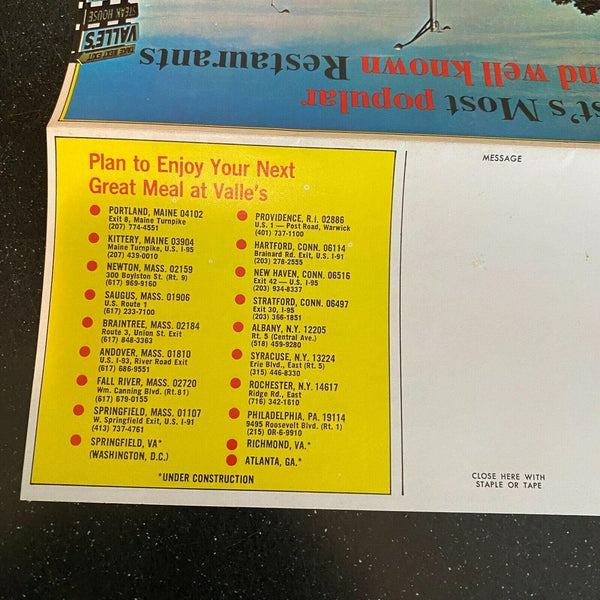 TAKE 1ST EXIT
VALLE'S
STEAK HOUSE
st's Most popular
nd well known Restaurants
Plan to Enjoy Your Next
Great Meal at Valle's
PORTLAND, MAINE 04102
Exit 8, Maine Turnpike
(207) 774-4551
KITTERY, MAINE 03904
Maine Turnpike, U.S. I-95
(207) 439-0010
NEWTON, MASS. 02159
300 Boylston St. (Rt. 9)
(617) 969-9160
SAUGUS, MASS. 01906
U.S. Route 1
(617) 233-7100
BRAINTREE, MASS. 02184
Route 3, Union St. Exit
(617) 848-3363
ANDOVER, MASS. 01810
U.S. I-93, River Road Exit
(617) 686-9551
FALL RIVER, MASS. 02720
Wm. Canning Blvd. (Rt. 81)
(617) 679-0155
SPRINGFIELD, MASS. 01107
W. Springfield Exit, U.S. I-91
(413) 737-4761
SPRINGFIELD, VA*
(WASHINGTON, D.C.)
PROVIDENCE, R.I. 02886
U.S. 1 — Post Road, Warwick
(401) 737-1100
HARTFORD, CONN. 06114
Brainard Rd. Exit, U.S. I-91
(203) 278-2555
NEW HAVEN, CONN. 06516
Exit 42 — U.S. I-95
(203) 934-8337
STRATFORD, CONN. 06497
Exit 30, I-95
(203) 366-1851
ALBANY, N.Y. 12205
Rt. 5 (Central Ave.)
(518) 459-9280
SYRACUSE, N.Y. 13224
Erie Blvd., East (Rt. 5)
(315) 446-8330
ROCHESTER, N.Y. 14617
Ridge Rd., East
(716) 342-1610
PHILADELPHIA, PA. 19114
9495 Roosevelt Blvd. (Rt. 1)
(215) OR-6-9910
RICHMOND, VA.*
ATLANTA, GA.*
*UNDER CONSTRUCTION
MESSAGE
CLOSE HERE WITH
STAPLE OR TAPE